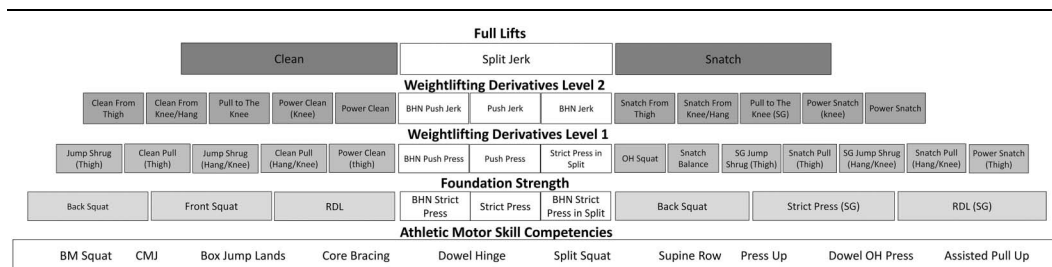 Full Lifts
Clean Split Jerk Snatch
Weightlifting Derivatives Level 2
Clean From Thigh
Clean From Knee/Hang
Pull to The Knee
Power Clean (Knee)
Power Clean
BHN Push Jerk
Push Jerk
BHN Jerk
Snatch From Thigh
Snatch From Knee/Hang
Pull to The Knee (SG)
Power Snatch (knee)
Power Snatch
Weightlifting Derivatives Level 1
Jump Shrug (Thigh)
Clean Pull (Thigh)
Jump Shrug (Hang/Knee)
Clean Pull (Hang/Knee)
Power Clean (thigh)
BHN Push Press
Push Press
Strict Press in Split
OH Squat
Snatch Balance
SG Jump Shrug (Thigh)
Snatch Pull (Thigh)
SG Jump Shrug (Hang/Knee)
Snatch Pull (Hang/Knee)
Power Snatch (Thigh)
Foundation Strength
Back Squat
Front Squat
RDL
BHN Strict Press
Strict Press
BHN Strict Press in Split
Back Squat
Strict Press (SG)
RDL (SG)
Athletic Motor Skill Competencies
BM Squat CMJ Box Jump Lands Core Bracing Dowel Hinge Split Squat Supine Row Press Up Dowel OH Press Assisted Pull Up